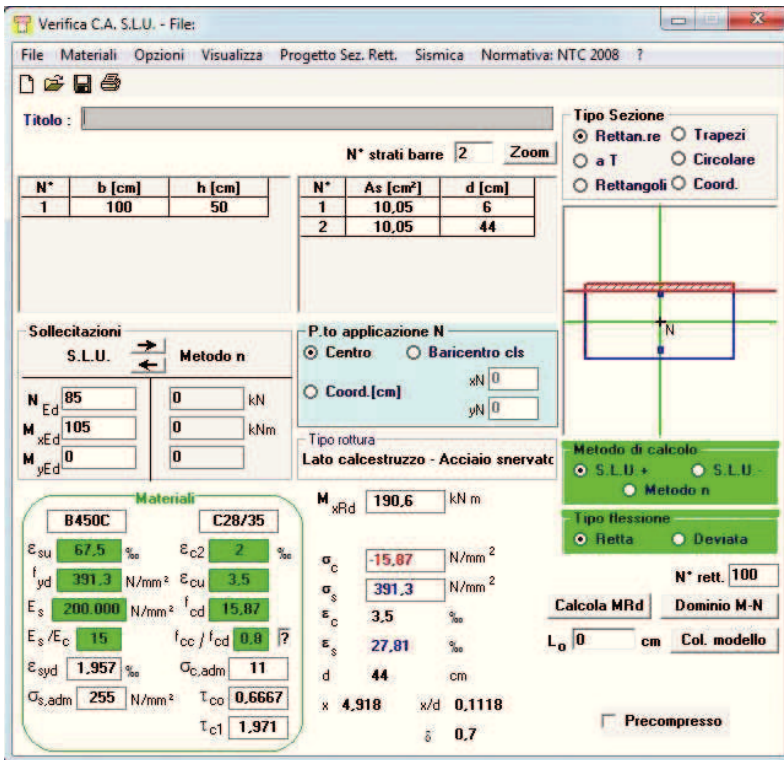 Verifica C.A. S.L.U. - File:
File Materiali Opzioni Visualizza Progetto Sez. Rett. Sismica Normativa: NTC 2008 ?
Titolo :
N° strati barre 2 Zoom
N° b [cm] h [cm]
1 100 50
N° As [cm²] d [cm]
1 10,05 6
2 10,05 44
Tipo Sezione
Rettan.re Trapezi
a T Circolare
Rettangoli Coord.
N
Sollecitazioni
S.L.U. Metodo n
N Ed 85 0 kN
M xEd 105 0 kNm
M yEd 0 0
P.to applicazione N
Centro Baricentro cls
Coord.[cm] xN 0
yN 0
Tipo rottura
Lato calcestruzzo - Acciaio snervatc
Metodo di calcolo
S.L.U.+ S.L.U.-
Metodo n
Tipo flessione
Retta Deviata
Materiali
B450C C28/35
εsu 67,5 ‰ εc2 2 ‰
fyd 391,3 N/mm² εcu 3,5
Es 200.000 N/mm² fcd 15,87
Es/Ec 15 fcc / fcd 0,8 ?
εsyd 1,957 ‰ σc,adm 11
σs,adm 255 N/mm² τco 0,6667
τc1 1,971
M xRd 190,6 kN m
σc -15,87 N/mm²
σs 391,3 N/mm²
εc 3,5 ‰
εs 27,81 ‰
d 44 cm
x 4,918 x/d 0,1118
δ 0,7
N° rett. 100
Calcola MRd Dominio M-N
Lo 0 cm Col. modello
Precompresso